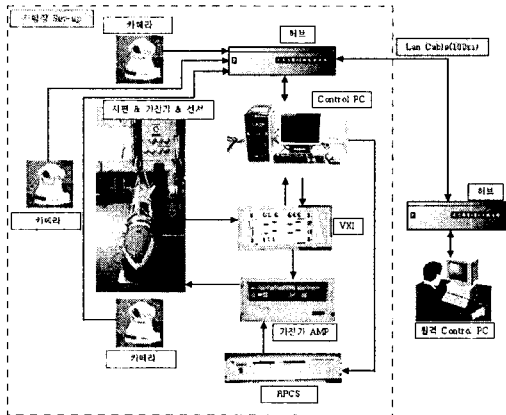 시험장 Set-up
카메라
허브
Lan Cable(100m)
시편 & 가진기 & 센서
Control PC
카메라
허브
VXI
가진기 AMP
카메라
원격 Control PC
RPCS